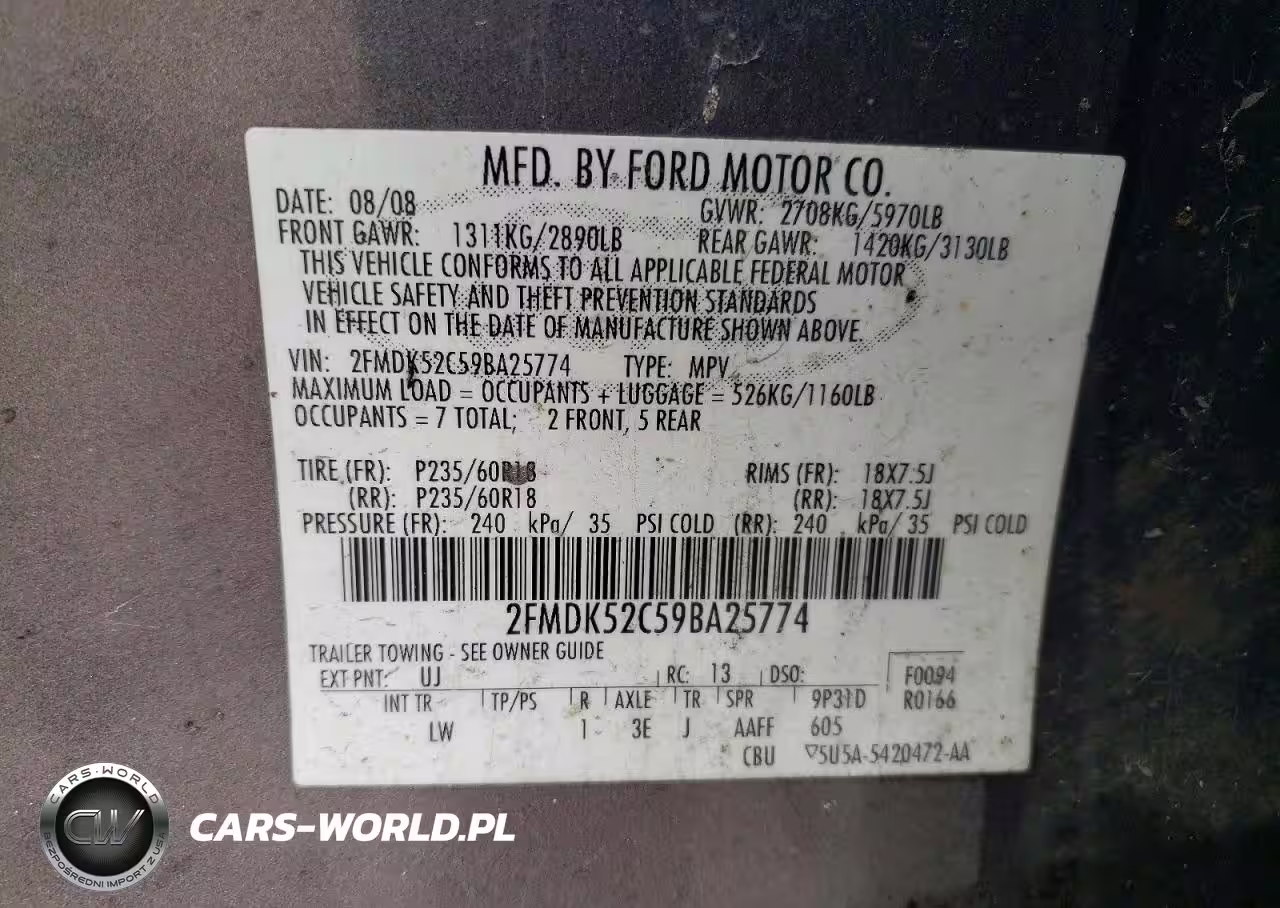 MFD. BY FORD MOTOR CO.
DATE: 08/08 GVWR: 2708KG/5970LB
FRONT GAWR: 1311KG/2890LB REAR GAWR: 1420KG/3130LB
THIS VEHICLE CONFORMS TO ALL APPLICABLE FEDERAL MOTOR
VEHICLE SAFETY AND THEFT PREVENTION STANDARDS
IN EFFECT ON THE DATE OF MANUFACTURE SHOWN ABOVE.
VIN: 2FMDK52C59BA25774 TYPE: MPV
MAXIMUM LOAD = OCCUPANTS + LUGGAGE = 526KG/1160LB
OCCUPANTS = 7 TOTAL; 2 FRONT, 5 REAR
TIRE (FR): P235/60R18 RIMS (FR): 18X7.5J
(RR): P235/60R18 (RR): 18X7.5J
PRESSURE (FR): 240 kPa/ 35 PSI COLD (RR): 240 kPa/ 35 PSI COLD
2FMDK52C59BA25774
TRAILER TOWING - SEE OWNER GUIDE
EXT PNT: UJ RC: 13 DSO: F0094
INT TR TP/PS R AXLE TR SPR 9P31D R0166
LW 1 3E J AAFF 605
CBU ▽5U5A-5420472-AA
CARS-WORLD
CW
BEZPOŚREDNI IMPORT Z USA
CARS-WORLD.PL